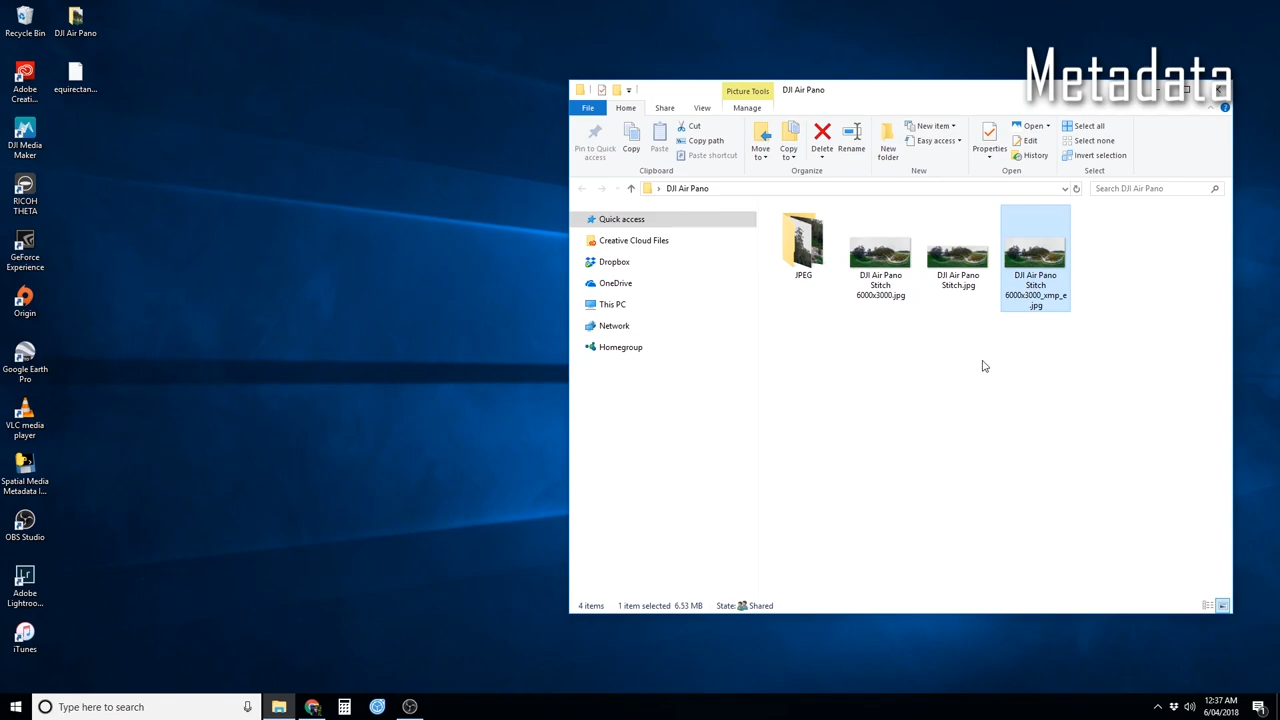 Recycle Bin
DJI Air Pano
Adobe
Creati...
equirectan...
DJI Media
Maker
RICOH
THETA
GeForce
Experience
Origin
Google Earth
Pro
VLC media
player
Spatial Media
Metadata I...
OBS Studio
Adobe
Lightroo...
iTunes
Metadata
Picture Tools
DJI Air Pano
File
Home
Share
View
Manage
Pin to Quick
access
Copy
Paste
Cut
Copy path
Paste shortcut
Clipboard
Move
to
Copy
to
Delete
Rename
Organize
New
folder
New item
Easy access
New
Properties
Open
Edit
History
Open
Select all
Select none
Invert selection
Select
DJI Air Pano
Search DJI Air Pano
Quick access
Creative Cloud Files
Dropbox
OneDrive
This PC
Network
Homegroup
JPEG
DJI Air Pano
Stitch
6000x3000.jpg
DJI Air Pano
Stitch.jpg
DJI Air Pano
Stitch
6000x3000_xmp_e
.jpg
4 items
1 item selected 6.53 MB
State: Shared
Type here to search
12:37 AM
6/04/2018